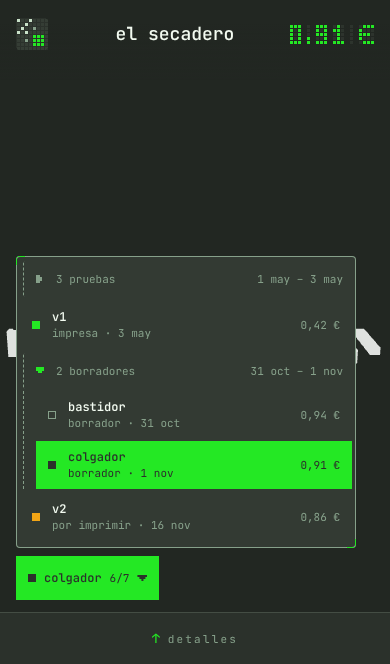 el secadero
0,91 €
3 pruebas 1 may – 3 may
v1
impresa · 3 may 0,42 €
2 borradores 31 oct – 1 nov
bastidor
borrador · 31 oct 0,94 €
colgador
borrador · 1 nov 0,91 €
v2
por imprimir · 16 nov 0,86 €
colgador 6/7
↑ detalles